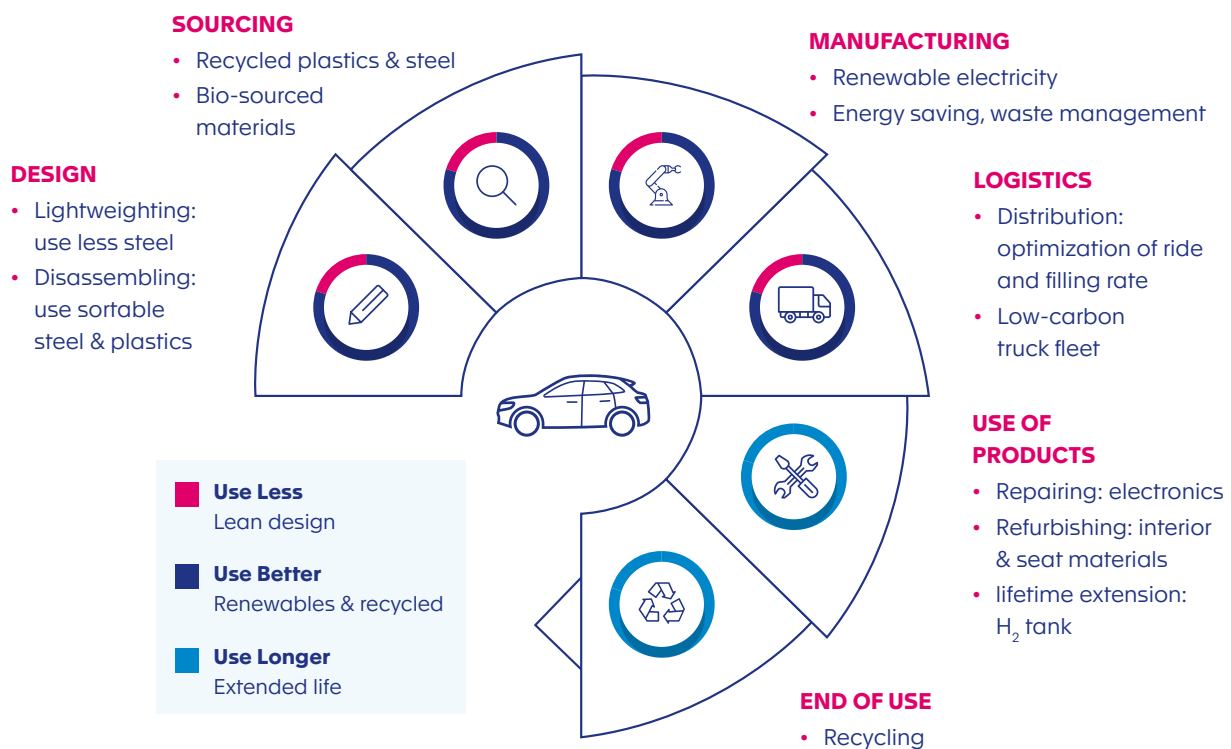 SOURCING
• Recycled plastics & steel
• Bio-sourced
materials
MANUFACTURING
• Renewable electricity
• Energy saving, waste management
DESIGN
• Lightweighting:
use less steel
• Disassembling:
use sortable
steel & plastics
LOGISTICS
• Distribution:
optimization of ride
and filling rate
• Low-carbon
truck fleet
USE OF
PRODUCTS
• Repairing: electronics
• Refurbishing: interior
& seat materials
• lifetime extension:
H₂ tank
Use Less
Lean design
Use Better
Renewables & recycled
Use Longer
Extended life
END OF USE
• Recycling